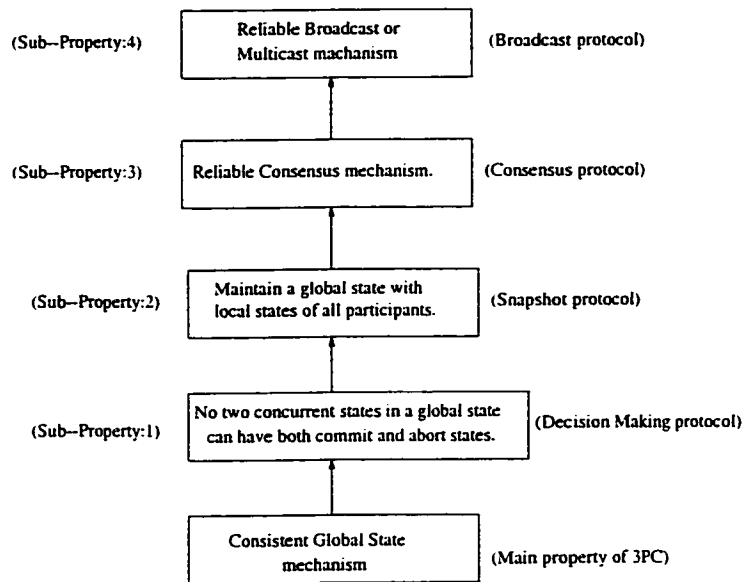 (Sub--Property:4)
Reliable Broadcast or
Multicast machanism
(Broadcast protocol)
(Sub--Property:3)
Reliable Consensus mechanism.
(Consensus protocol)
(Sub--Property:2)
Maintain a global state with
local states of all participants.
(Snapshot protocol)
(Sub--Property:1)
No two concurrent states in a global state
can have both commit and abort states.
(Decision Making protocol)
Consistent Global State
mechanism
(Main property of 3PC)